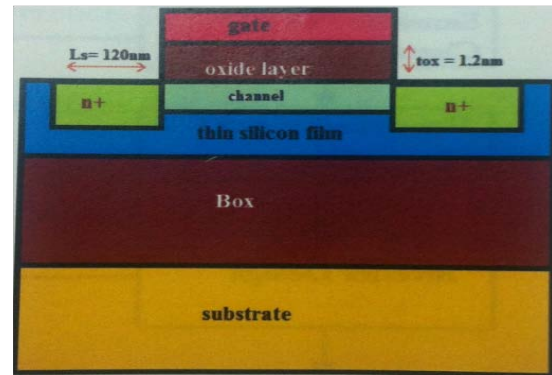 gate
Ls= 120nm
oxide layer
tox = 1.2nm
n+
channel
n+
thin silicon film
Box
substrate